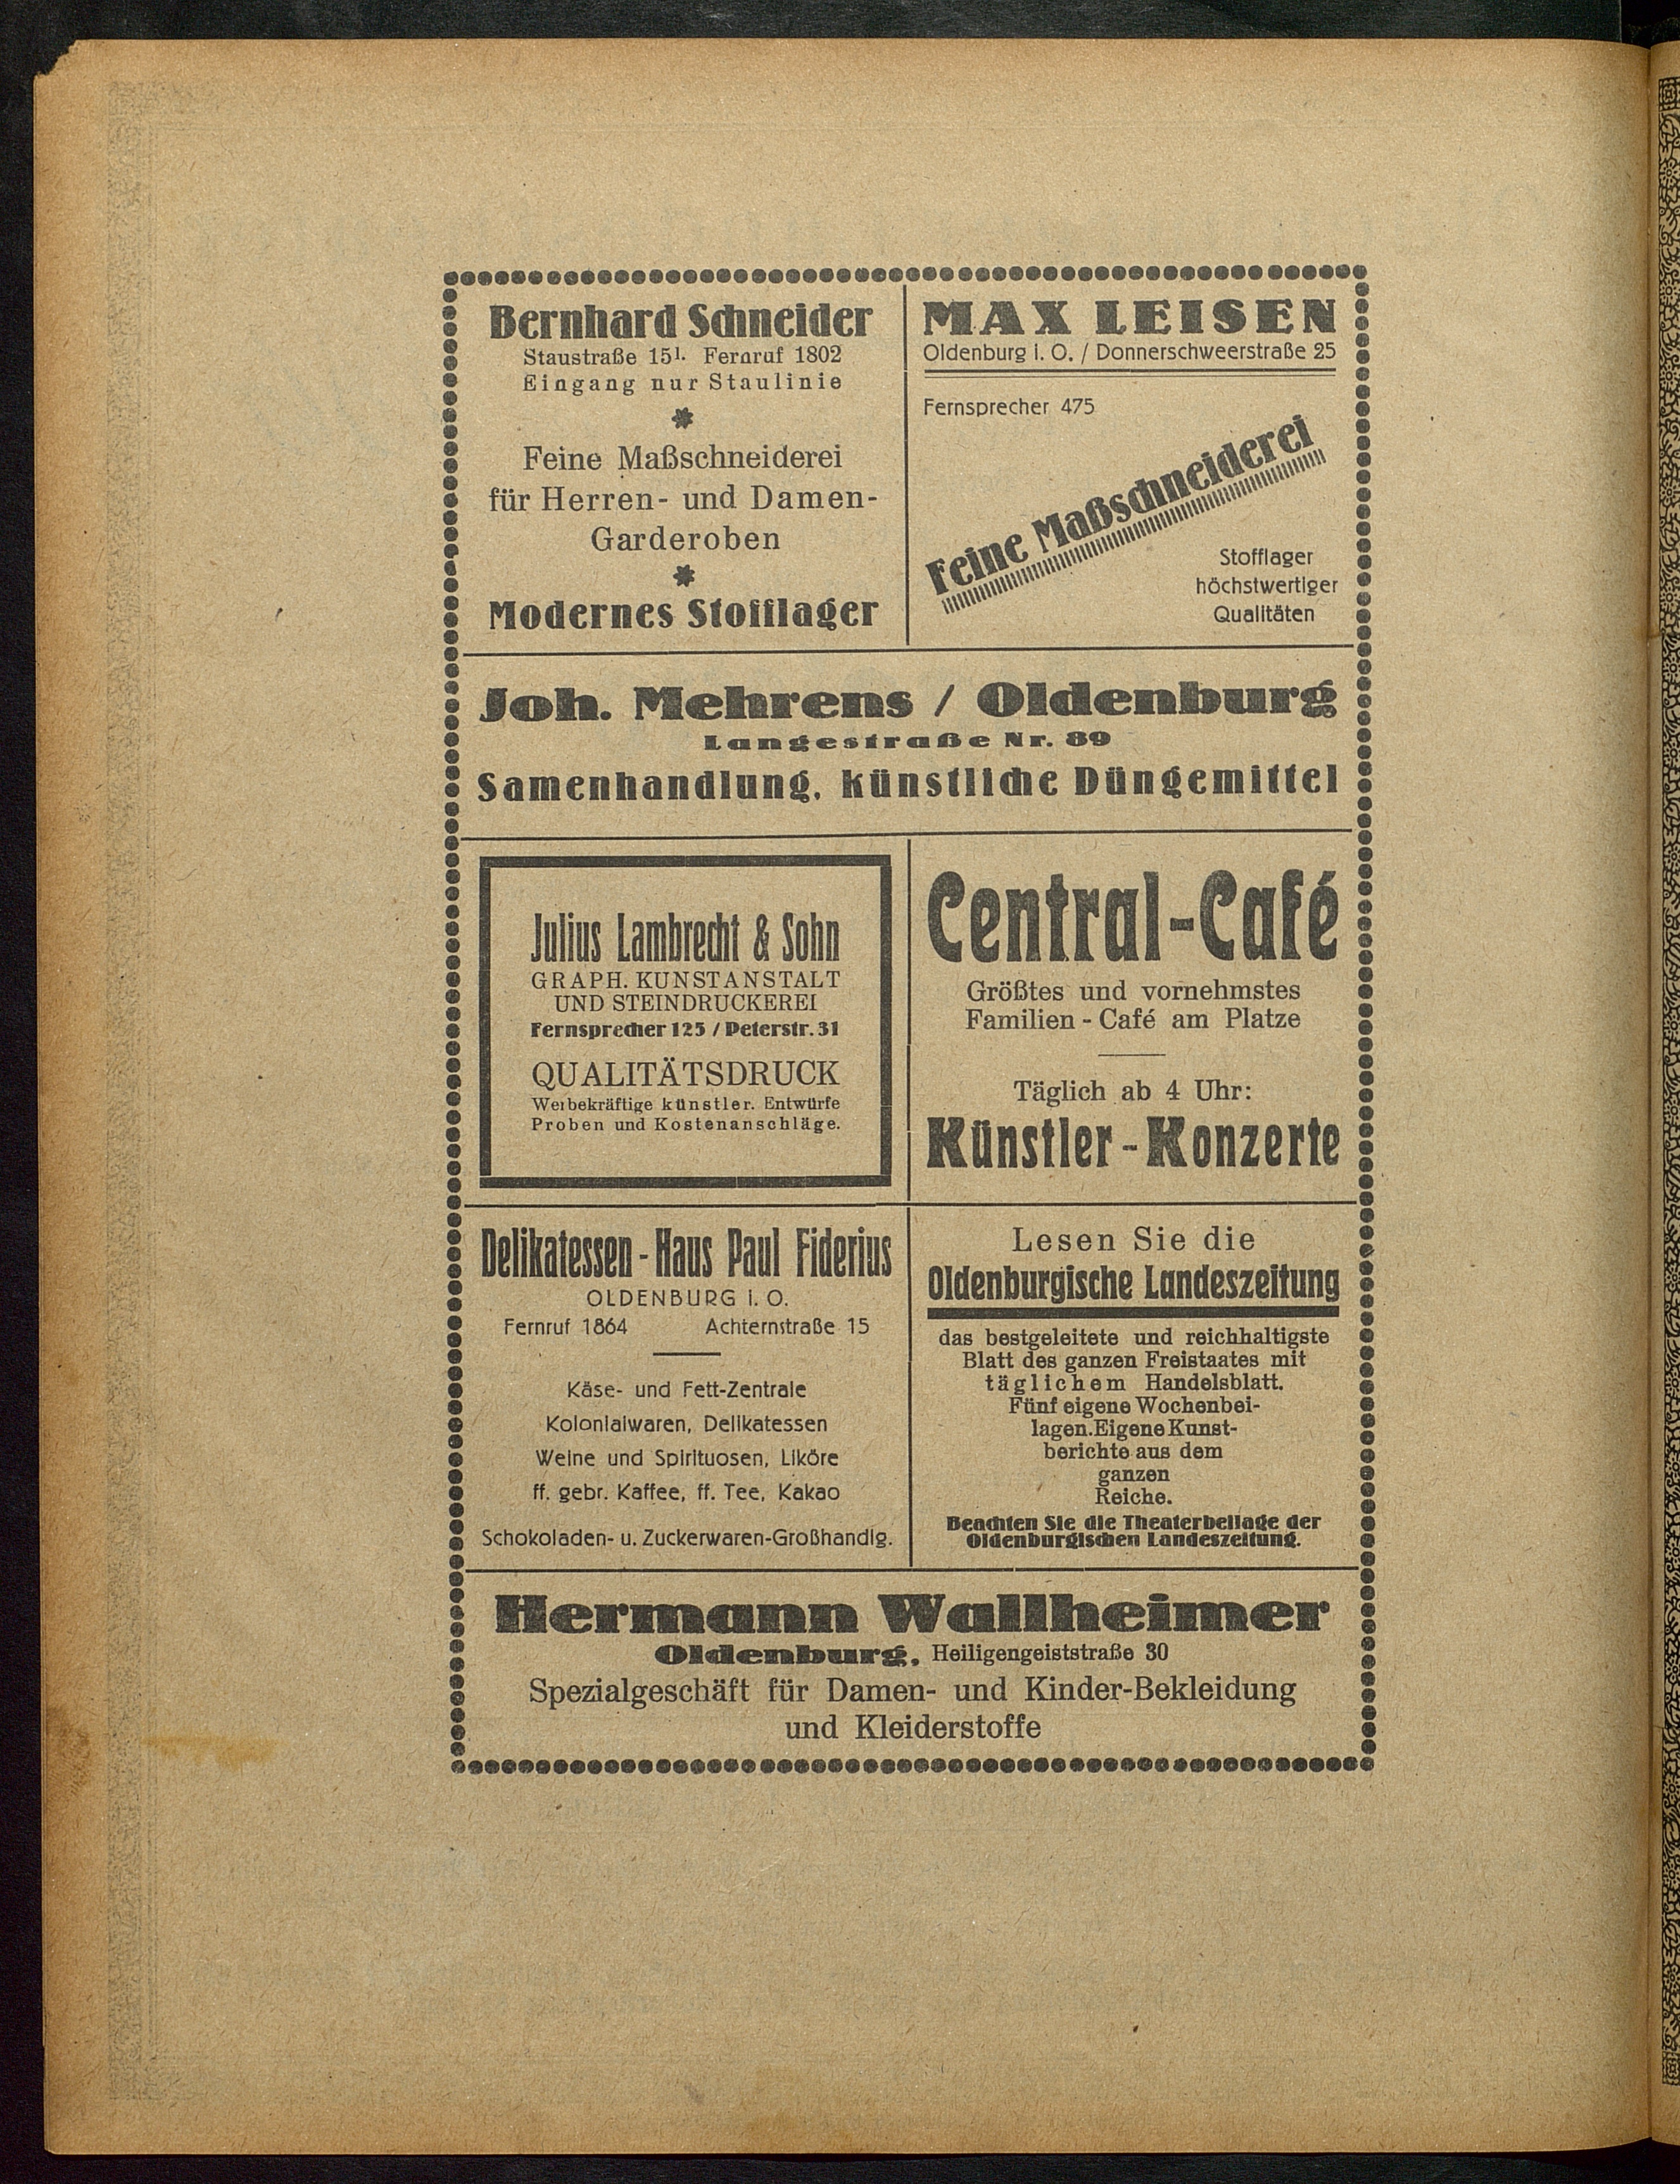 Bernhard Schneider
Staustraße 15¹. Fernruf 1802
Eingang nur Staulinie
Feine Maßschneiderei
für Herren- und Damen-
Garderoben
Modernes Stofflager
MAX LEISEN
Oldenburg i. O. / Donnerschweerstraße 25
Fernsprecher 475
Feine Maßschneiderei
Stofflager
höchstwertiger
Qualitäten
Joh. Mehrens / Oldenburg
Langestraße Nr. 89
Samenhandlung, künstliche Düngemittel
Julius Lambrecht & Sohn
GRAPH. KUNSTANSTALT
UND STEINDRUCKEREI
Fernsprecher 125 / Peterstr. 31
QUALITÄTSDRUCK
Werbekräftige künstler. Entwürfe
Proben und Kostenanschläge.
Central-Café
Größtes und vornehmstes
Familien-Café am Platze
Täglich ab 4 Uhr:
Künstler-Konzerte
Delikatessen-Haus Paul Fiderius
OLDENBURG i. O.
Fernruf 1864 Achternstraße 15
Käse- und Fett-Zentrale
Kolonialwaren, Delikatessen
Weine und Spirituosen, Liköre
ff. gebr. Kaffee, ff. Tee, Kakao
Schokoladen- u. Zuckerwaren-Großhandlg.
Lesen Sie die
Oldenburgische Landeszeitung
das bestgeleitete und reichhaltigste
Blatt des ganzen Freistaates mit
täglichem Handelsblatt.
Fünf eigene Wochenbei-
lagen. Eigene Kunst-
berichte aus dem
ganzen
Reiche.
Beachten Sie die Theaterbeilage der
Oldenburgischen Landeszeitung.
Hermann Wallheimer
Oldenburg, Heiligengeiststraße 30
Spezialgeschäft für Damen- und Kinder-Bekleidung
und Kleiderstoffe